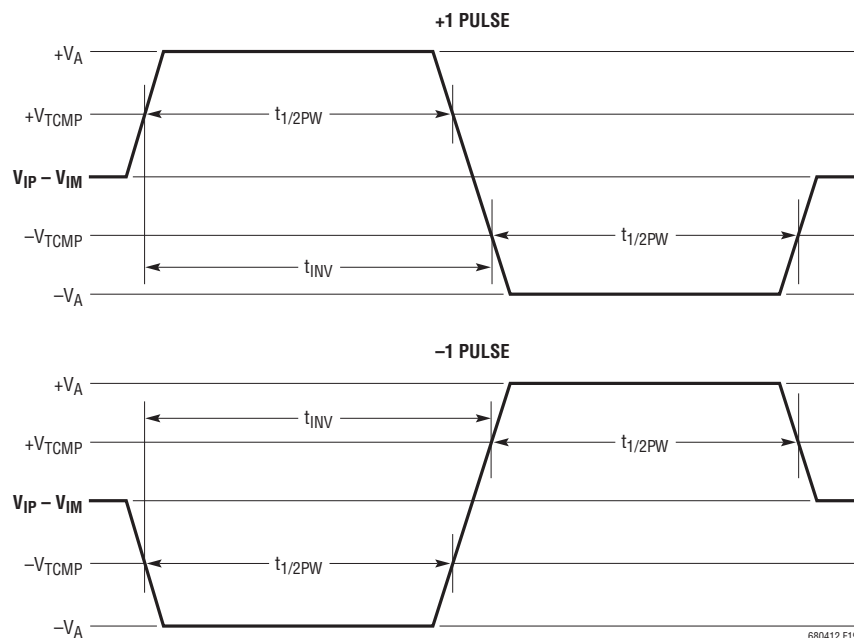 +1 PULSE
+VA
+VTCMP
t1/2PW
VIP – VIM
–VTCMP
t1/2PW
tINV
–VA
–1 PULSE
+VA
tINV
+VTCMP
t1/2PW
VIP – VIM
–VTCMP
t1/2PW
–VA